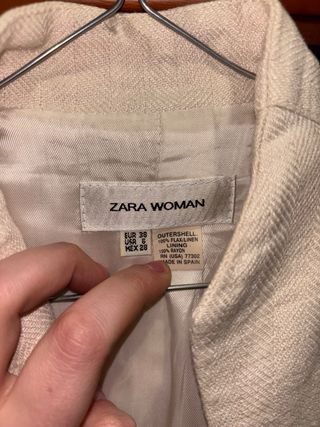 ZARA WOMAN
EUR 38
USA 6
MEX 28
OUTERSHELL
100% FLAX/LINEN
LINING
100% RAYON
RN (USA) 77302
MADE IN SPAIN